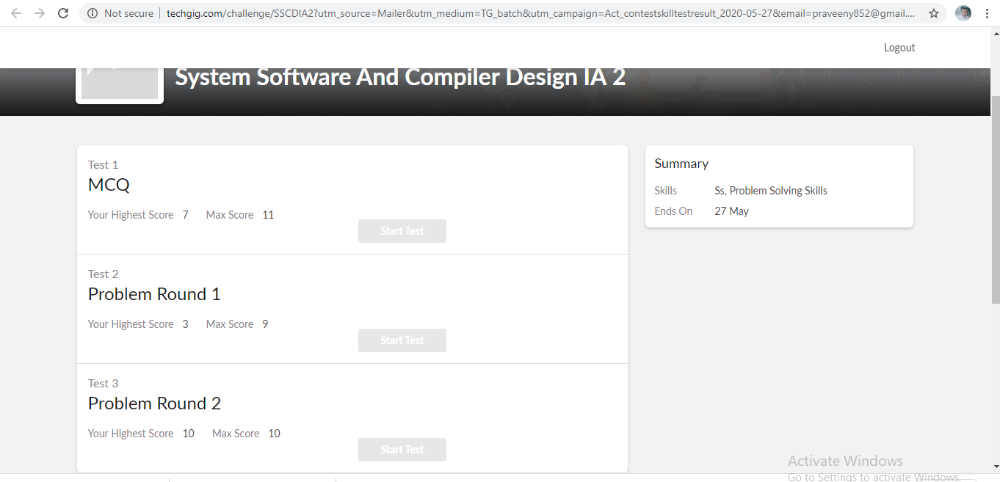 Not secure techgig.com/challenge/SSCDIA2?utm_source=Mailer&utm_medium=TG_batch&utm_campaign=Act_contestskilltestresult_2020-05-27&email=praveeny852@gmail....
Logout
System Software And Compiler Design IA 2
Test 1
MCQ
Your Highest Score 7 Max Score 11
Start Test
Test 2
Problem Round 1
Your Highest Score 3 Max Score 9
Start Test
Test 3
Problem Round 2
Your Highest Score 10 Max Score 10
Start Test
Summary
Skills Ss, Problem Solving Skills
Ends On 27 May
Activate Windows
Go to Settings to activate Windows.